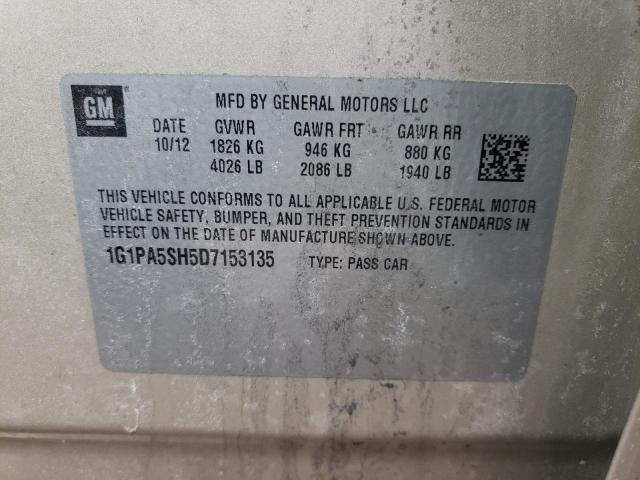 GM
MFD BY GENERAL MOTORS LLC
DATE GVWR GAWR FRT GAWR RR
10/12 1826 KG 946 KG 880 KG
4026 LB 2086 LB 1940 LB
THIS VEHICLE CONFORMS TO ALL APPLICABLE U.S. FEDERAL MOTOR
VEHICLE SAFETY, BUMPER, AND THEFT PREVENTION STANDARDS IN
EFFECT ON THE DATE OF MANUFACTURE SHOWN ABOVE.
1G1PA5SH5D7153135 TYPE: PASS CAR